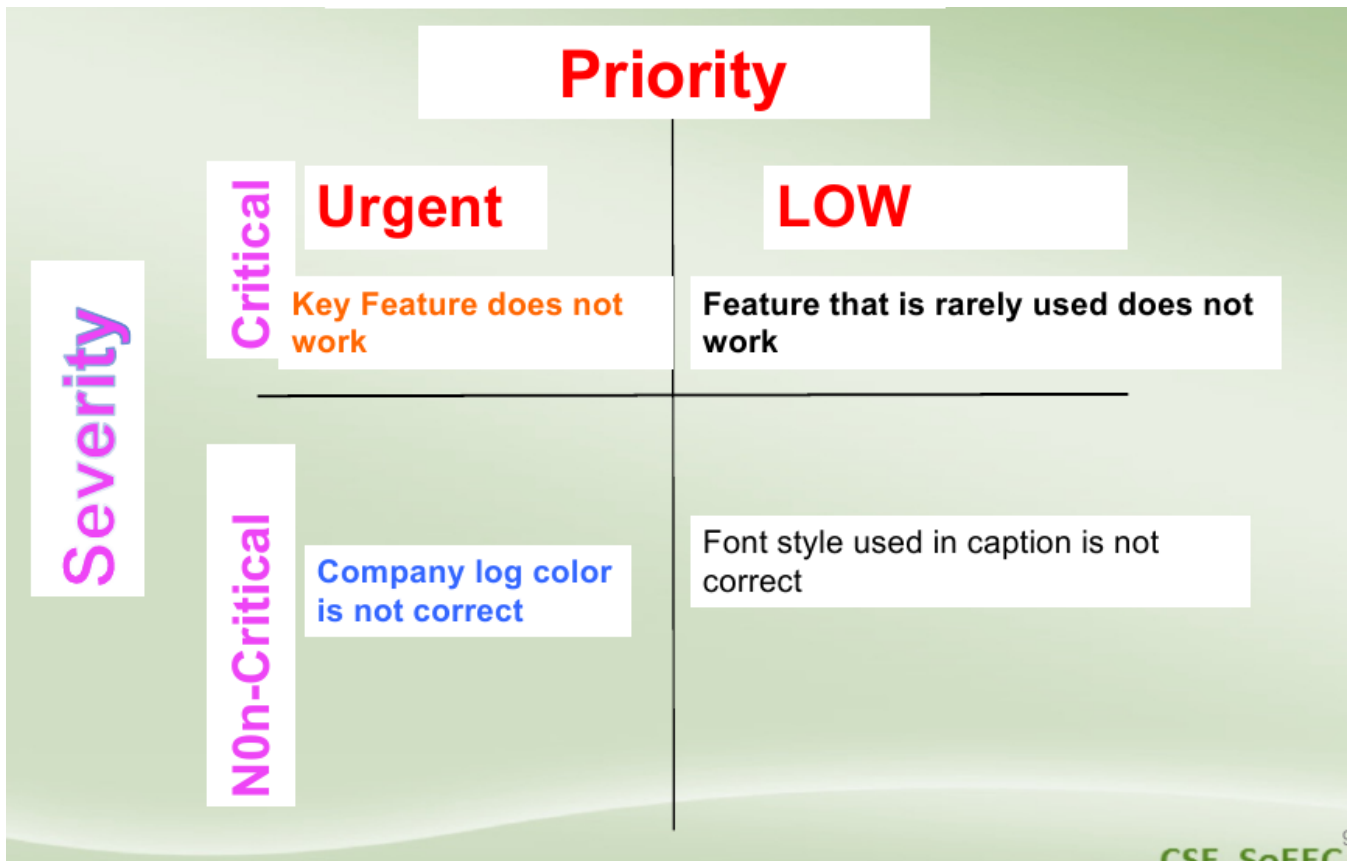 Priority
Critical
Urgent
LOW
Key Feature does not
work
Feature that is rarely used does not
work
Severity
N0n-Critical
Company log color
is not correct
Font style used in caption is not
correct
9